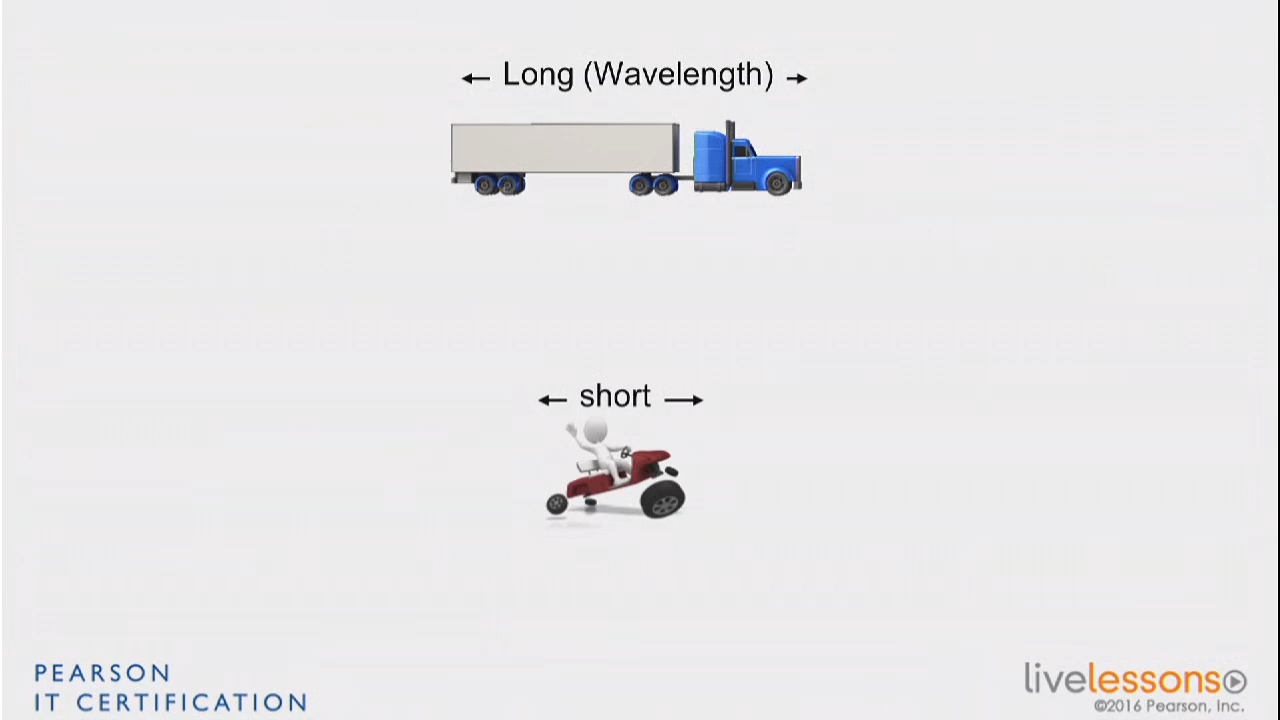 Long (Wavelength)
short
PEARSON
IT CERTIFICATION
livelessons
©2016 Pearson, Inc.